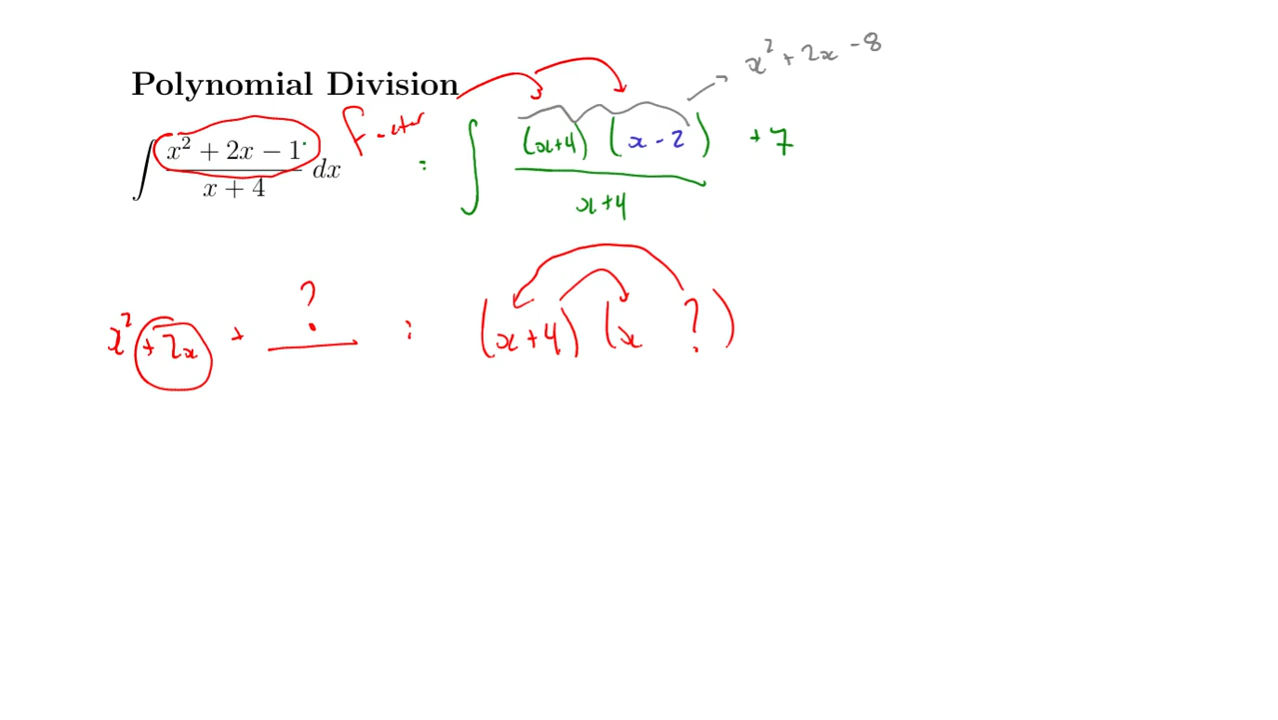 x² + 2x - 8
Polynomial Division
∫ (x² + 2x − 1)/(x + 4) dx Factor = ∫ ((x+4)(x-2))/(x+4) + 7
x² + 2x + ? = (x+4)(x ?)